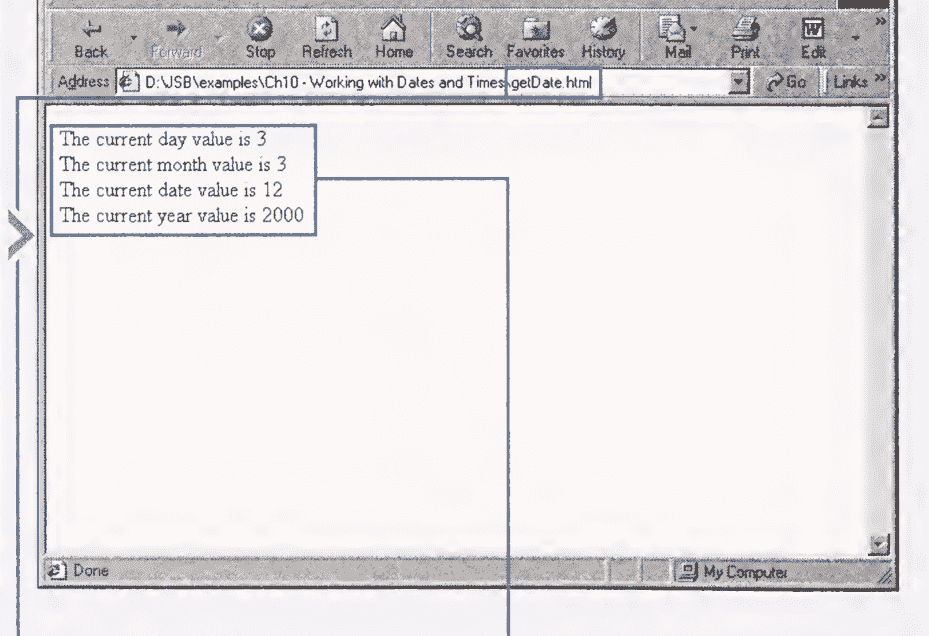 Back Forward Stop Refresh Home Search Favorites History Mail Print Edit »
Address D:\JSB\examples\Ch10 - Working with Dates and Times\getDate.html Go Links »
The current day value is 3
The current month value is 3
The current date value is 12
The current year value is 2000
Done My Computer